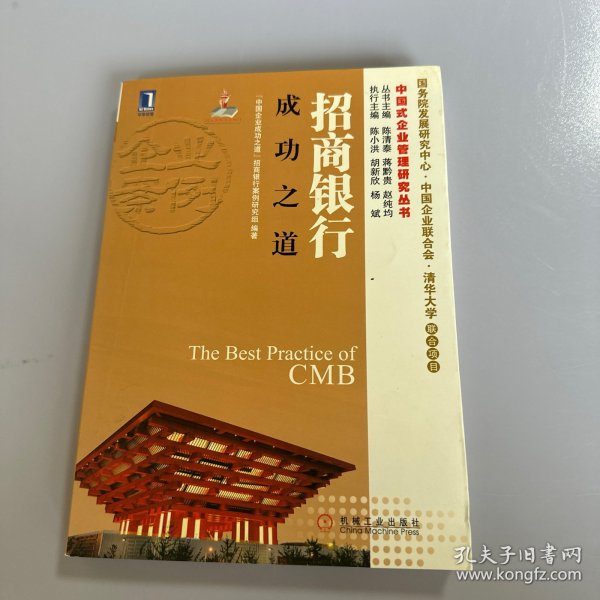 国务院发展研究中心·中国企业联合会·清华大学 联合项目
中国式企业管理研究丛书
丛书主编 陈清泰 蒋黔贵 赵纯均
执行主编 陈小洪 胡新欣 杨斌
招商银行
成功之道
“中国企业成功之道”招商银行案例研究组 编著
企业
案例
The Best Practice of
CMB
机械工业出版社
China Machine Press
孔夫子旧书网
www.kongfz.com